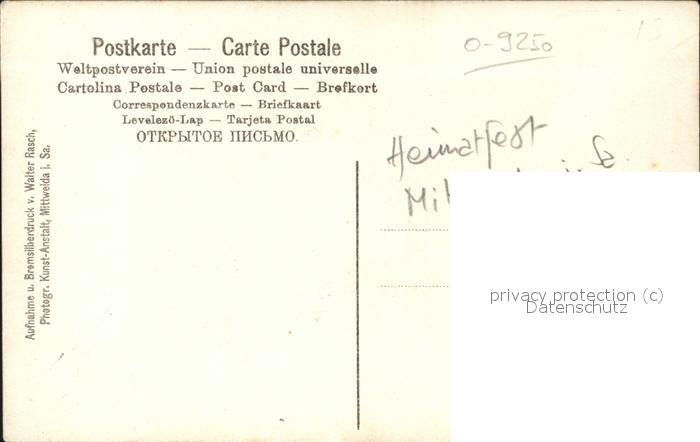 Postkarte — Carte Postale
Weltpostverein — Union postale universelle
Cartolina Postale — Post Card — Brefkort
Correspondenzkarte — Briefkaart
Levelező-Lap — Tarjeta Postal
ОТКРЫТОЕ ПИСЬМО.
0-9250
Heimatfest
Aufnahme u. Bromsilberdruck v. Walter Rasch,
Photogr. Kunst-Anstalt, Mittweida i. Sa.
privacy protection (c)
Datenschutz